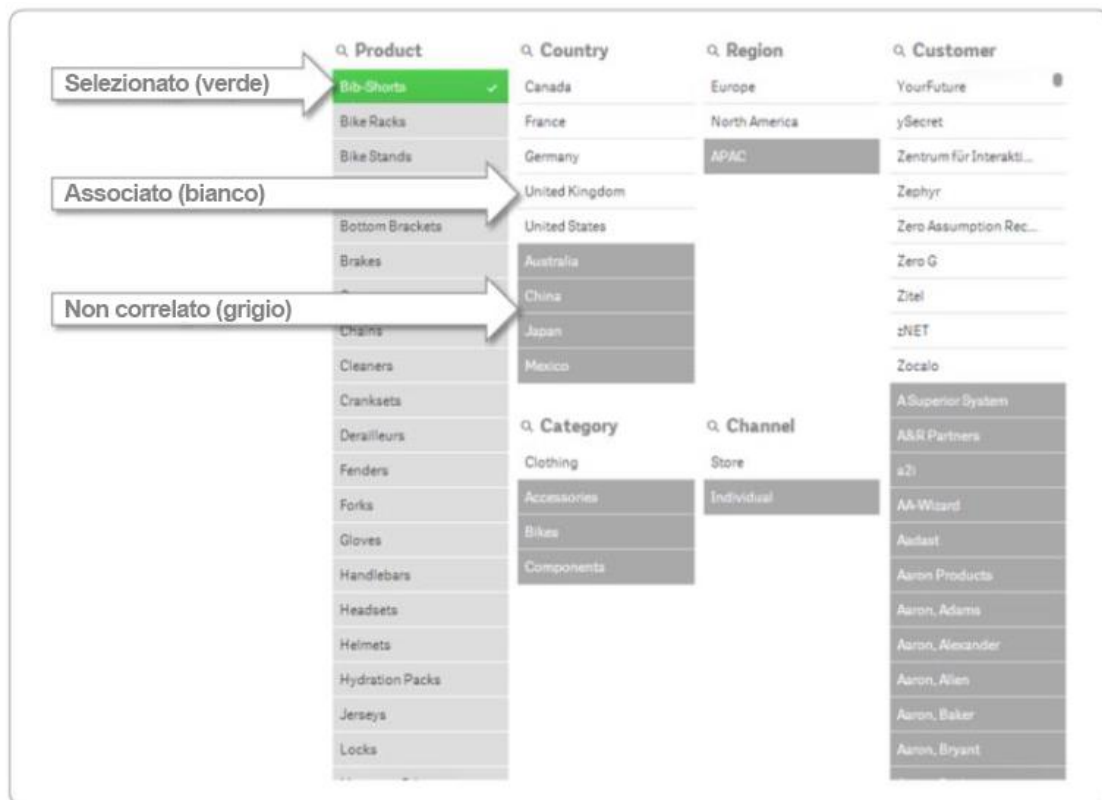 Selezionato (verde)
Associato (bianco)
Non correlato (grigio)
Product
Bib-Shorts
Bike Racks
Bike Stands
Bottom Brackets
Brakes
Chains
Cleaners
Cranksets
Derailleurs
Fenders
Forks
Gloves
Handlebars
Headsets
Helmets
Hydration Packs
Jerseys
Locks
Country
Canada
France
Germany
United Kingdom
United States
Australia
China
Japan
Mexico
Category
Clothing
Accessories
Bikes
Components
Region
Europe
North America
APAC
Channel
Store
Individual
Customer
YourFuture
ySecret
Zentrum für Interakti...
Zephyr
Zero Assumption Rec...
Zero G
Zitel
zNET
Zocalo
A Superior System
A&R Partners
a2i
AA-Wizard
Aadast
Aaron Products
Aaron, Adams
Aaron, Alexander
Aaron, Allen
Aaron, Baker
Aaron, Bryant